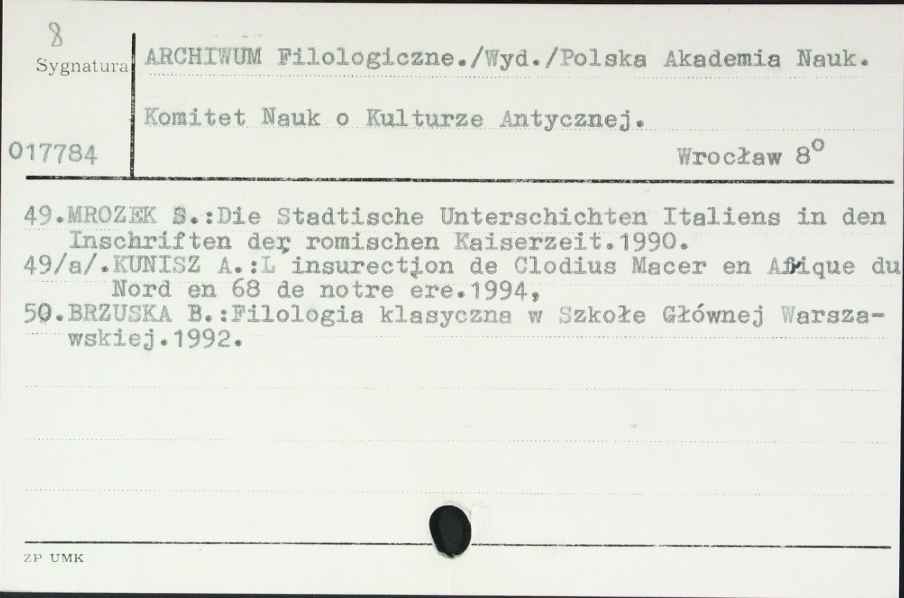 8
Sygnatura
ARCHIWUM Filologiczne./Wyd./Polska Akademia Nauk.
Komitet Nauk o Kulturze Antycznej.
017784
Wrocław 8°
49.MROZEK S.:Die Stadtische Unterschichten Italiens in den
Inschriften der romischen Kaiserzeit.1990.
49/a/.KUNISZ A.:L insurection de Clodius Macer en Afrique du
Nord en 68 de notre ere.1994,
50.BRZUSKA B.:Filologia klasyczna w Szkołe Głównej Warsza-
wskiej.1992.
ZP UMK